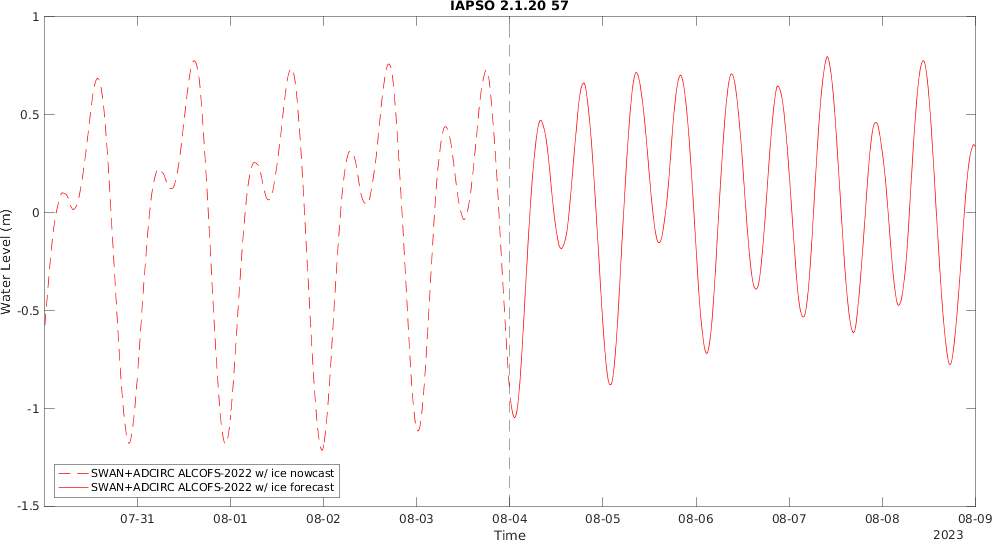 IAPSO 2.1.20 57
1
0.5
0
-0.5
-1
-1.5
Water Level (m)
SWAN+ADCIRC ALCOFS-2022 w/ ice nowcast
SWAN+ADCIRC ALCOFS-2022 w/ ice forecast
07-31 08-01 08-02 08-03 08-04 08-05 08-06 08-07 08-08 08-09
Time
2023